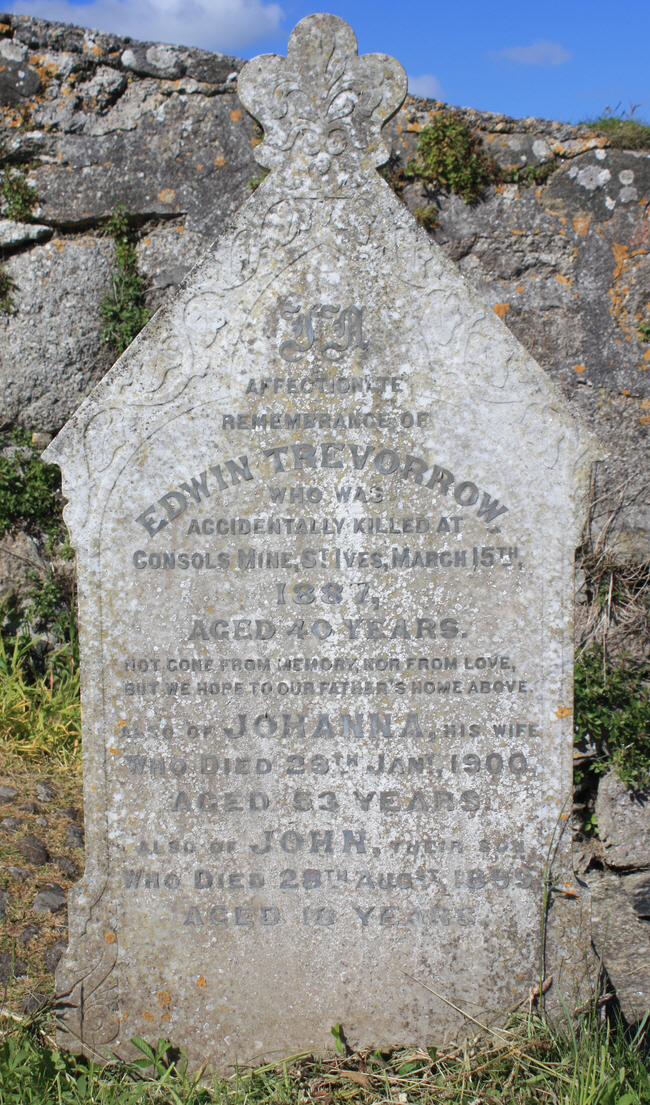 IN
AFFECTIONATE
REMEMBRANCE OF
EDWIN TREVORROW,
WHO WAS
ACCIDENTALLY KILLED AT
CONSOLS MINE, ST IVES, MARCH 15TH,
1887,
AGED 40 YEARS.
NOT GONE FROM MEMORY, NOR FROM LOVE,
BUT WE HOPE TO OUR FATHER'S HOME ABOVE.
ALSO OF JOHANNA, HIS WIFE
WHO DIED 29TH JANY, 1900,
AGED 53 YEARS.
ALSO OF JOHN, THEIR SON,
WHO DIED 28TH AUGST,
AGED 18 YEARS